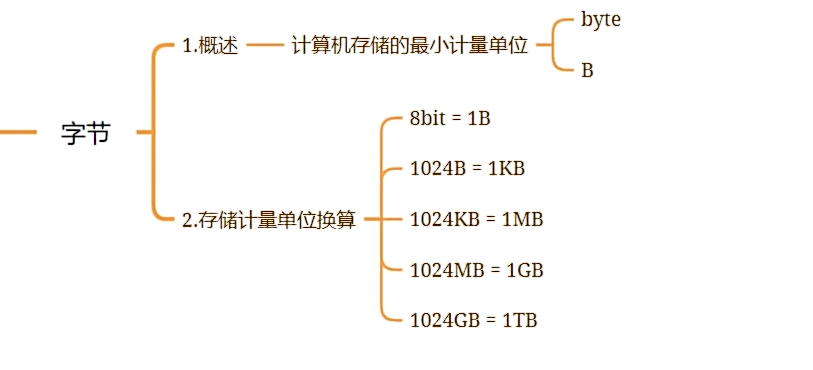 字节
1.概述
计算机存储的最小计量单位
byte
B
2.存储计量单位换算
8bit = 1B
1024B = 1KB
1024KB = 1MB
1024MB = 1GB
1024GB = 1TB